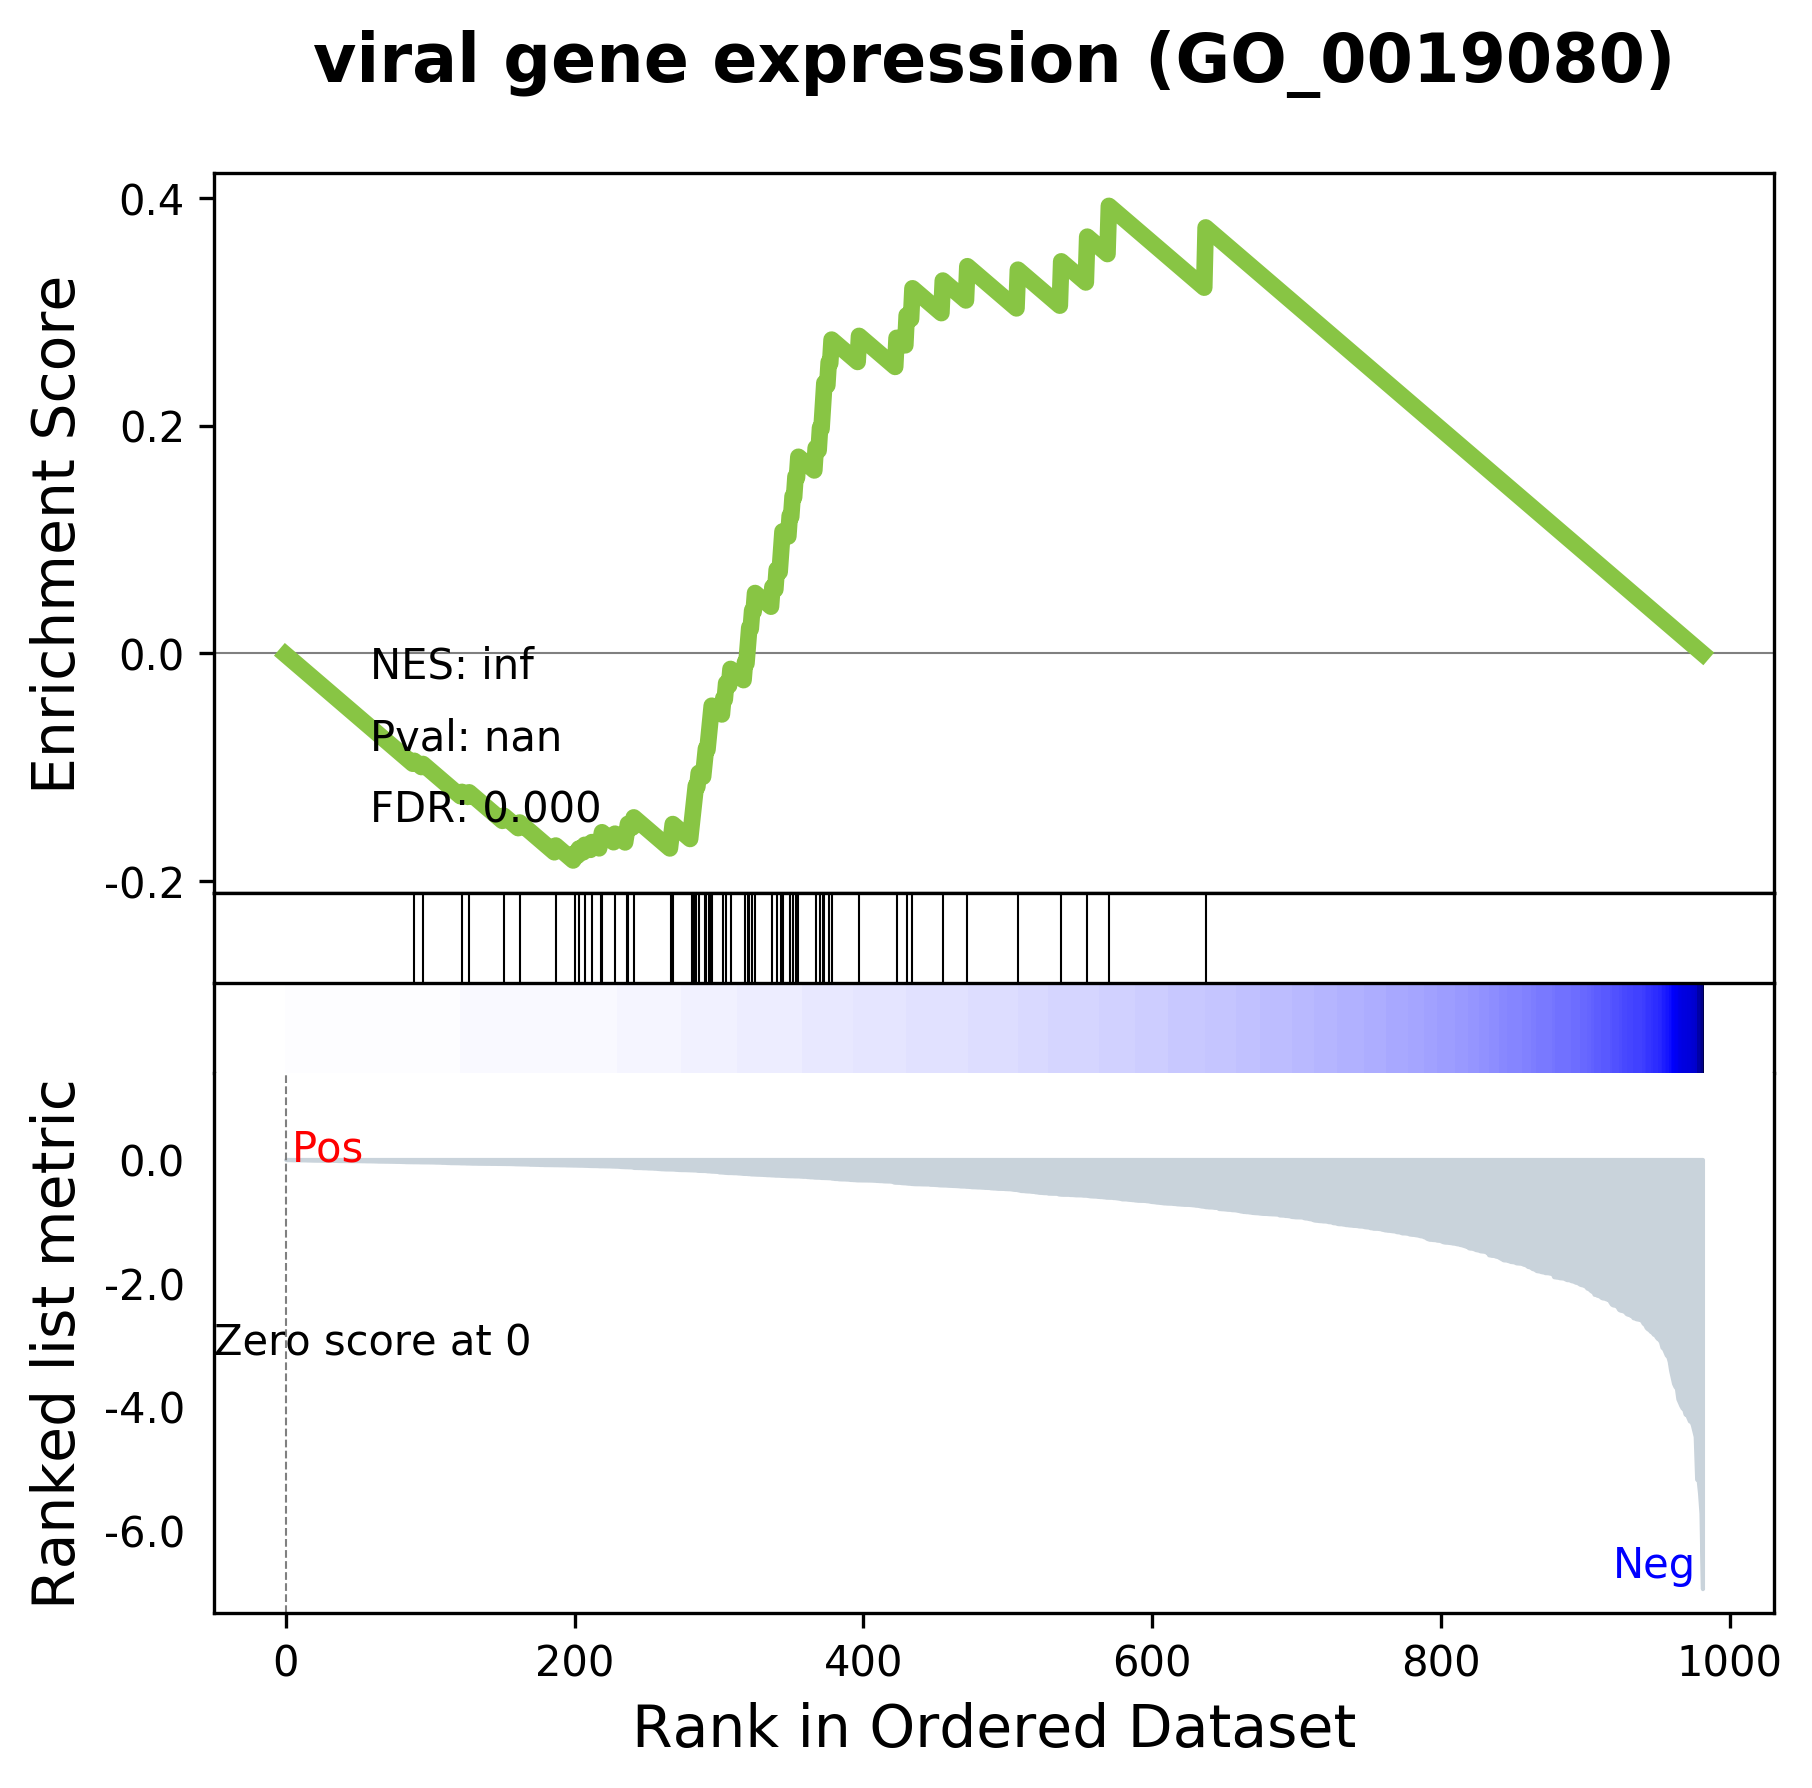 viral gene expression (GO_0019080)
Enrichment Score
0.4
0.2
0.0
-0.2
NES: inf
Pval: nan
FDR: 0.000
Ranked list metric
0.0
-2.0
-4.0
-6.0
Pos
Zero score at 0
Neg
0 200 400 600 800 1000
Rank in Ordered Dataset